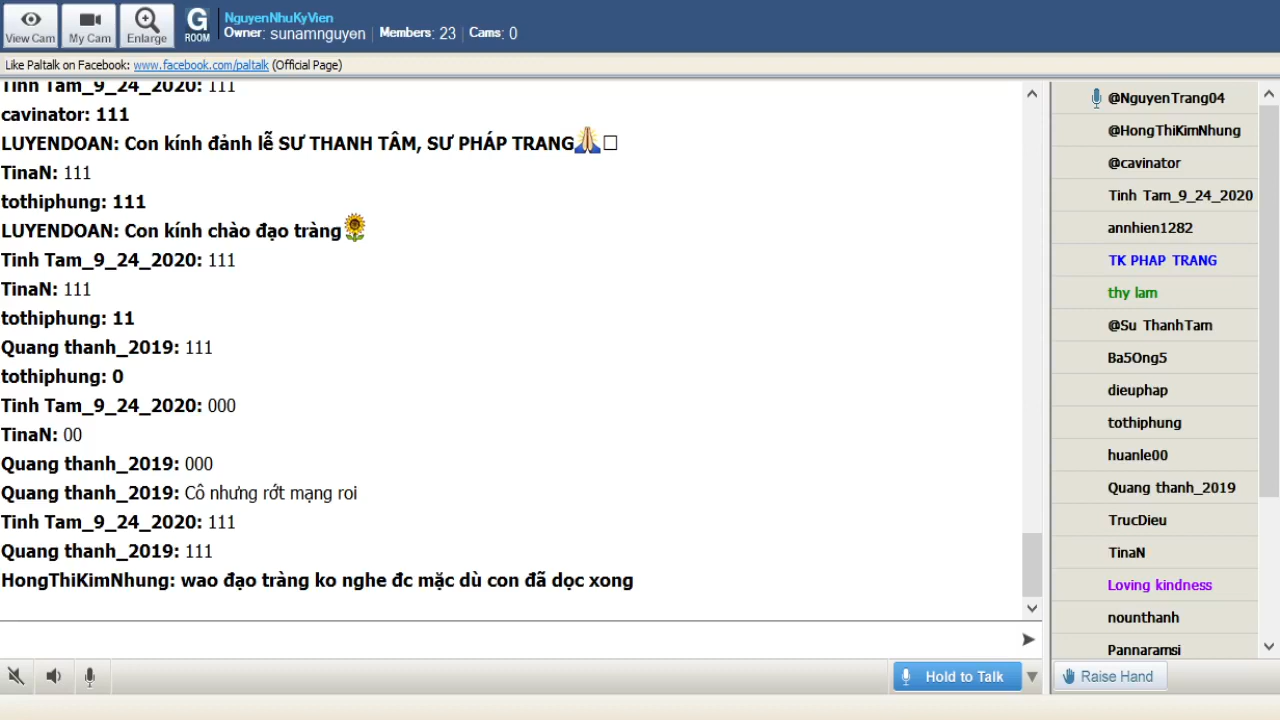 View Cam
My Cam
Enlarge
G
ROOM
NguyenNhuKyVien
Owner: sunamnguyen | Members: 23 | Cams: 0
Like Paltalk on Facebook: www.facebook.com/paltalk (Official Page)
Tinh Tam_9_24_2020: 111
cavinator: 111
LUYENDOAN: Con kính đảnh lễ SƯ THANH TÂM, SƯ PHÁP TRANG
TinaN: 111
tothiphung: 111
LUYENDOAN: Con kính chào đạo tràng
Tinh Tam_9_24_2020: 111
TinaN: 111
tothiphung: 11
Quang thanh_2019: 111
tothiphung: 0
Tinh Tam_9_24_2020: 000
TinaN: 00
Quang thanh_2019: 000
Quang thanh_2019: Cô nhưng rớt mạng roi
Tinh Tam_9_24_2020: 111
Quang thanh_2019: 111
HongThiKimNhung: wao đạo tràng ko nghe đc mặc dù con đã dọc xong
@NguyenTrang04
@HongThiKimNhung
@cavinator
Tinh Tam_9_24_2020
annhien1282
TK PHAP TRANG
thy lam
@Su ThanhTam
Ba5Ong5
dieuphap
tothiphung
huanle00
Quang thanh_2019
TrucDieu
TinaN
Loving kindness
nounthanh
Pannaramsi
Hold to Talk
Raise Hand